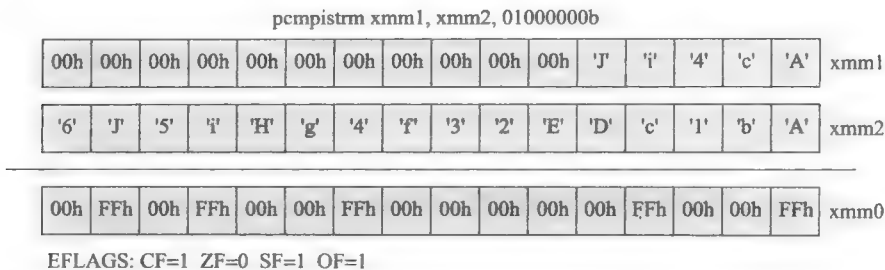 pcmpistrm xmm1, xmm2, 01000000b
00h 00h 00h 00h 00h 00h 00h 00h 00h 00h 00h 'J' 'i' '4' 'c' 'A' xmm1
'6' 'J' '5' 'i' 'H' 'g' '4' 'f' '3' '2' 'E' 'D' 'c' '1' 'b' 'A' xmm2
00h FFh 00h FFh 00h 00h FFh 00h 00h 00h 00h 00h FFh 00h 00h FFh xmm0
EFLAGS: CF=1 ZF=0 SF=1 OF=1